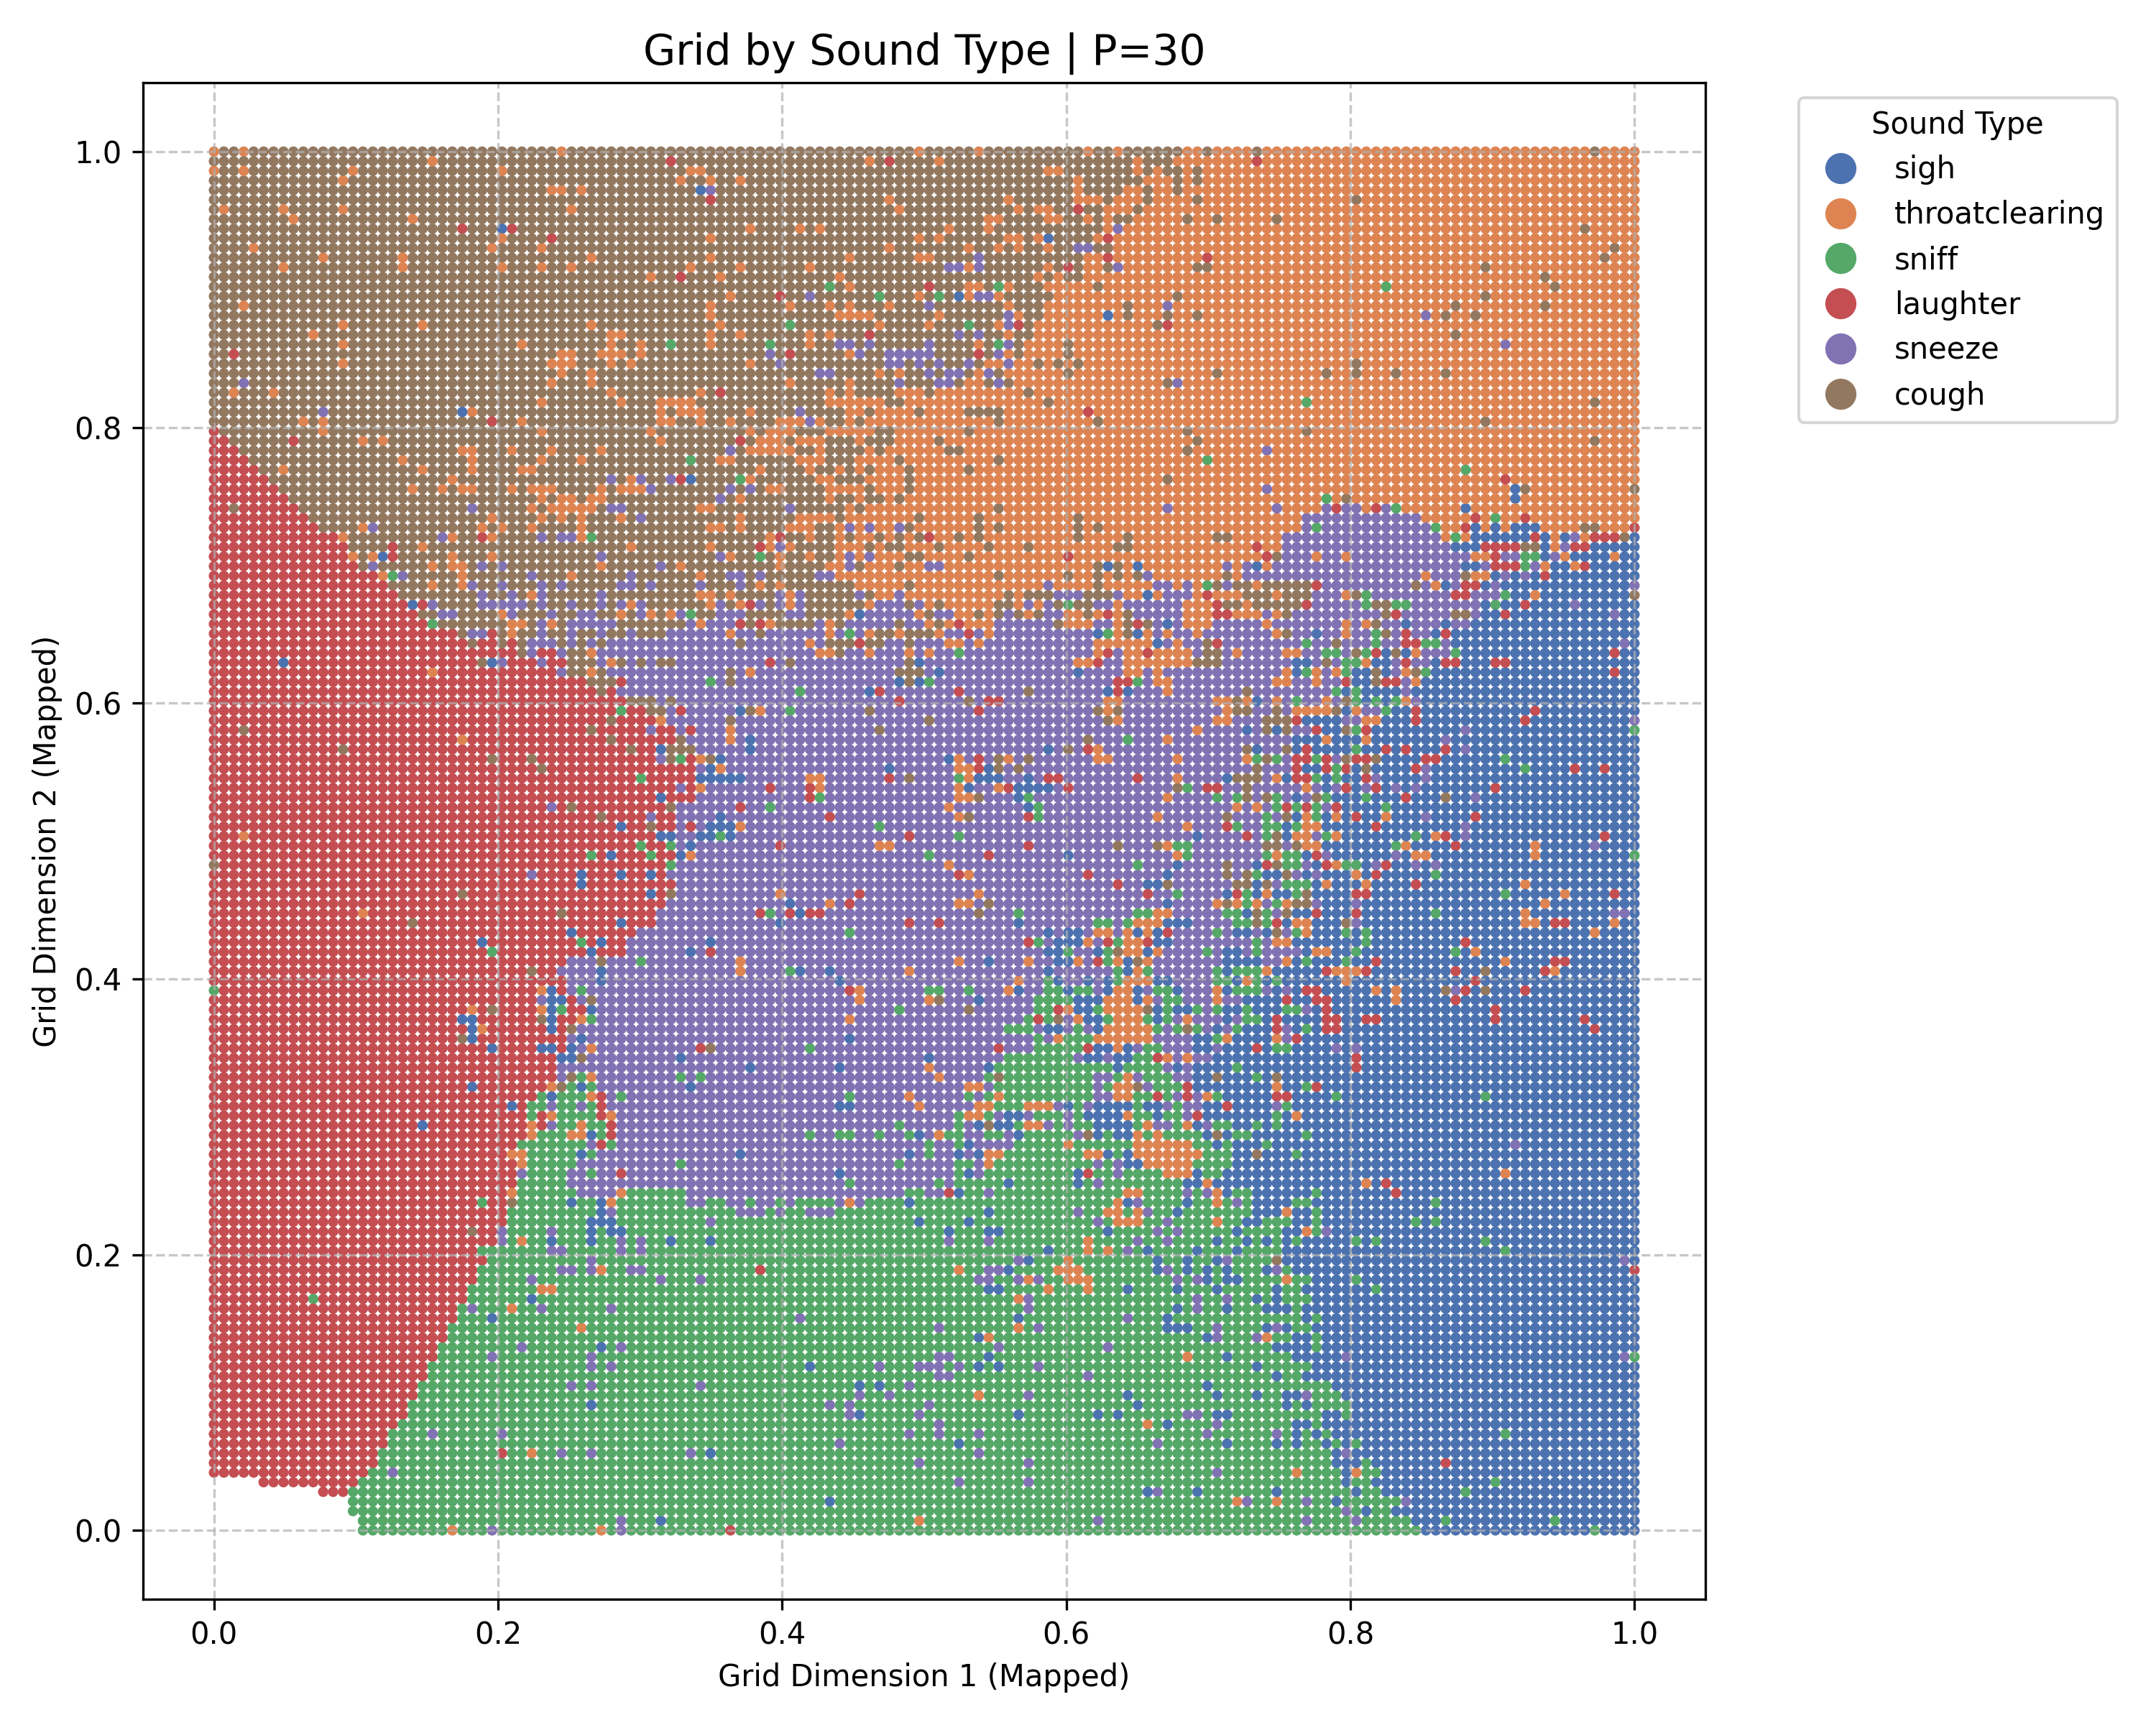 Grid by Sound Type | P=30
Sound Type
sigh
throatclearing
sniff
laughter
sneeze
cough
1.0
0.8
0.6
0.4
0.2
0.0
Grid Dimension 2 (Mapped)
0.0 0.2 0.4 0.6 0.8 1.0
Grid Dimension 1 (Mapped)